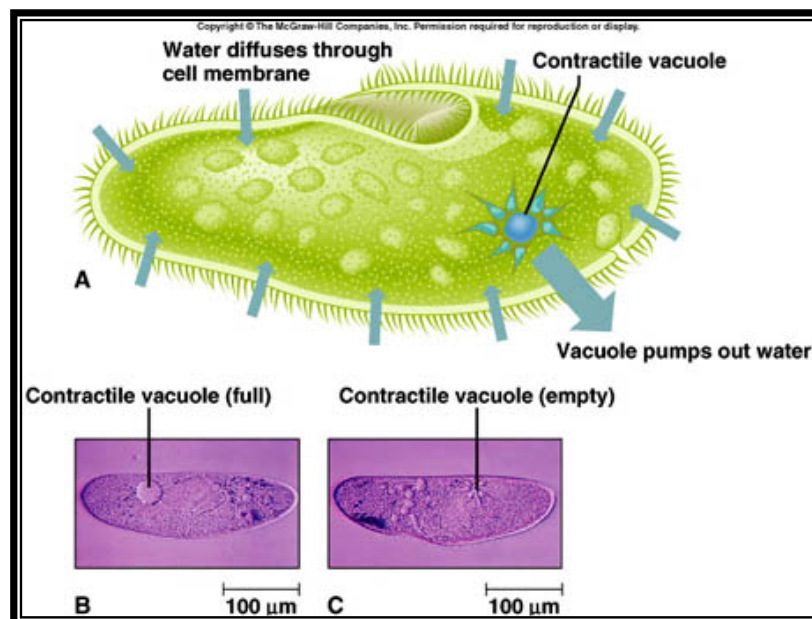 Copyright © The McGraw-Hill Companies, Inc. Permission required for reproduction or display.
Water diffuses through
cell membrane
Contractile vacuole
A
Vacuole pumps out water
Contractile vacuole (full)
Contractile vacuole (empty)
B
100 µm
C
100 µm